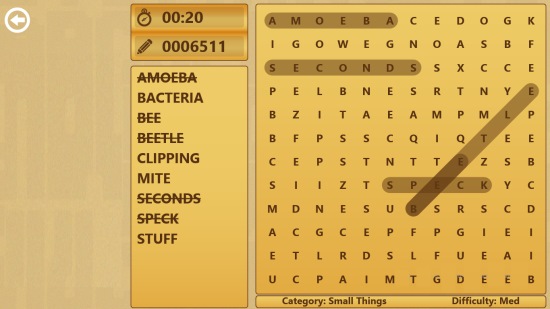 00:20
0006511
AMOEBA
BACTERIA
BEE
BEETLE
CLIPPING
MITE
SECONDS
SPECK
STUFF
A M O E B A C E D O G K
I G O W E G N O A S B F
S E C O N D S S X C C E
P E L B N E S R T N Y E
B Z I T A E A M P M L P
B F P S S C Q I Q T E E
C E P S T N T T E Z S B
S I I Z T S P E C K Y C
M D N E S U B S R S C D
A C G C E P F P G I E I
E T L R D S L F U E A I
U C P A I M T G D E E B
Category: Small Things Difficulty: Med